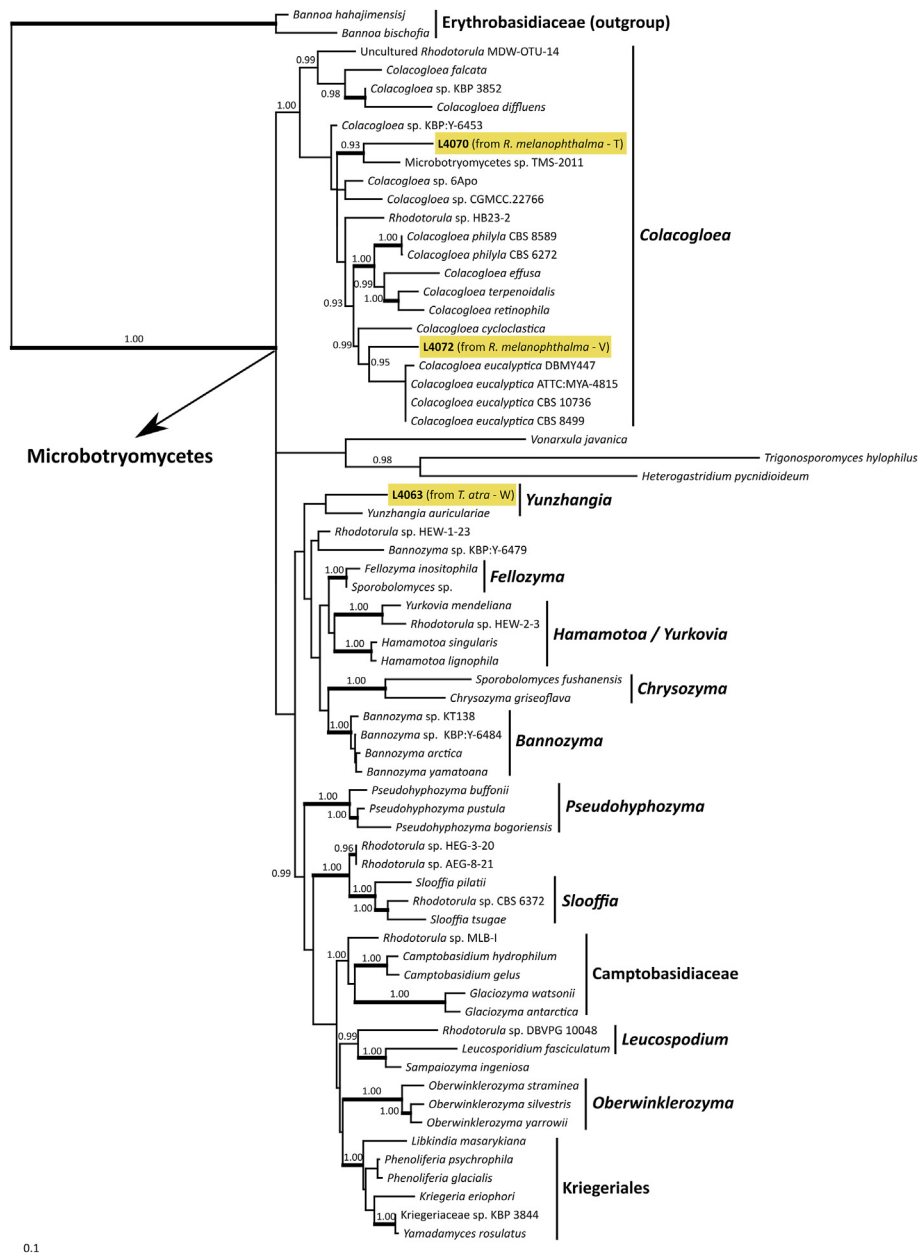 Bannoa hahajimensisj
Bannoa bischofia
Erythrobasidiaceae (outgroup)
Uncultured Rhodotorula MDW-OTU-14
0.99
Colacogloea falcata
Colacogloea sp. KBP 3852
0.98
1.00
Colacogloea diffluens
Colacogloea sp. KBP:Y-6453
L4070 (from R. melanophthalma - T)
0.93
Microbotryomycetes sp. TMS-2011
Colacogloea sp. 6Apo
Colacogloea sp. CGMCC.22766
Rhodotorula sp. HB23-2
Colacogloea
Colacogloea philyla CBS 8589
1.00
Colacogloea philyla CBS 6272
1.00
Colacogloea effusa
0.99
Colacogloea terpenoidalis
1.00
0.93
Colacogloea retinophila
Colacogloea cycloclastica
1.00
0.99
L4072 (from R. melanophthalma - V)
0.95
Colacogloea eucalyptica DBMY447
Colacogloea eucalyptica ATTC:MYA-4815
Colacogloea eucalyptica CBS 10736
Colacogloea eucalyptica CBS 8499
Microbotryomycetes
Vonarxula javanica
0.98
Trigonosporomyces hylophilus
Heterogastridium pycnidioideum
L4063 (from T. atra - W)
Yunzhangia
Yunzhangia auriculariae
Rhodotorula sp. HEW-1-23
Bannozyma sp. KBP:Y-6479
1.00
Fellozyma inositophila
Fellozyma
Sporobolomyces sp.
1.00
Yurkovia mendeliana
Rhodotorula sp. HEW-2-3
Hamamotoa / Yurkovia
1.00
Hamamotoa singularis
Hamamotoa lignophila
1.00
Sporobolomyces fushanensis
Chrysozyma
Chrysozyma griseoflava
Bannozyma sp. KT138
1.00
Bannozyma sp. KBP:Y-6484
Bannozyma
Bannozyma arctica
Bannozyma yamatoana
Pseudohyphozyma buffonii
1.00
Pseudohyphozyma pustula
Pseudohyphozyma
1.00
Pseudohyphozyma bogoriensis
0.96
Rhodotorula sp. HEG-3-20
Rhodotorula sp. AEG-8-21
0.99
1.00
Slooffia pilatii
1.00
Rhodotorula sp. CBS 6372
Slooffia
1.00
Slooffia tsugae
Rhodotorula sp. MLB-I
1.00
1.00
Camptobasidium hydrophilum
Camptobasidium gelus
Camptobasidiaceae
1.00
Glaciozyma watsonii
Glaciozyma antarctica
Rhodotorula sp. DBVPG 10048
0.99
Leucospodium
1.00
Leucosporidium fasciculatum
Sampaiozyma ingeniosa
1.00
Oberwinklerozyma straminea
Oberwinklerozyma silvestris
Oberwinklerozyma
1.00
Oberwinklerozyma yarrowii
Libkindia masarykiana
1.00
Phenoliferia psychrophila
Phenoliferia glacialis
Kriegeriales
Kriegeria eriophori
1.00
Kriegeriaceae sp. KBP 3844
Yamadamyces rosulatus
0.1